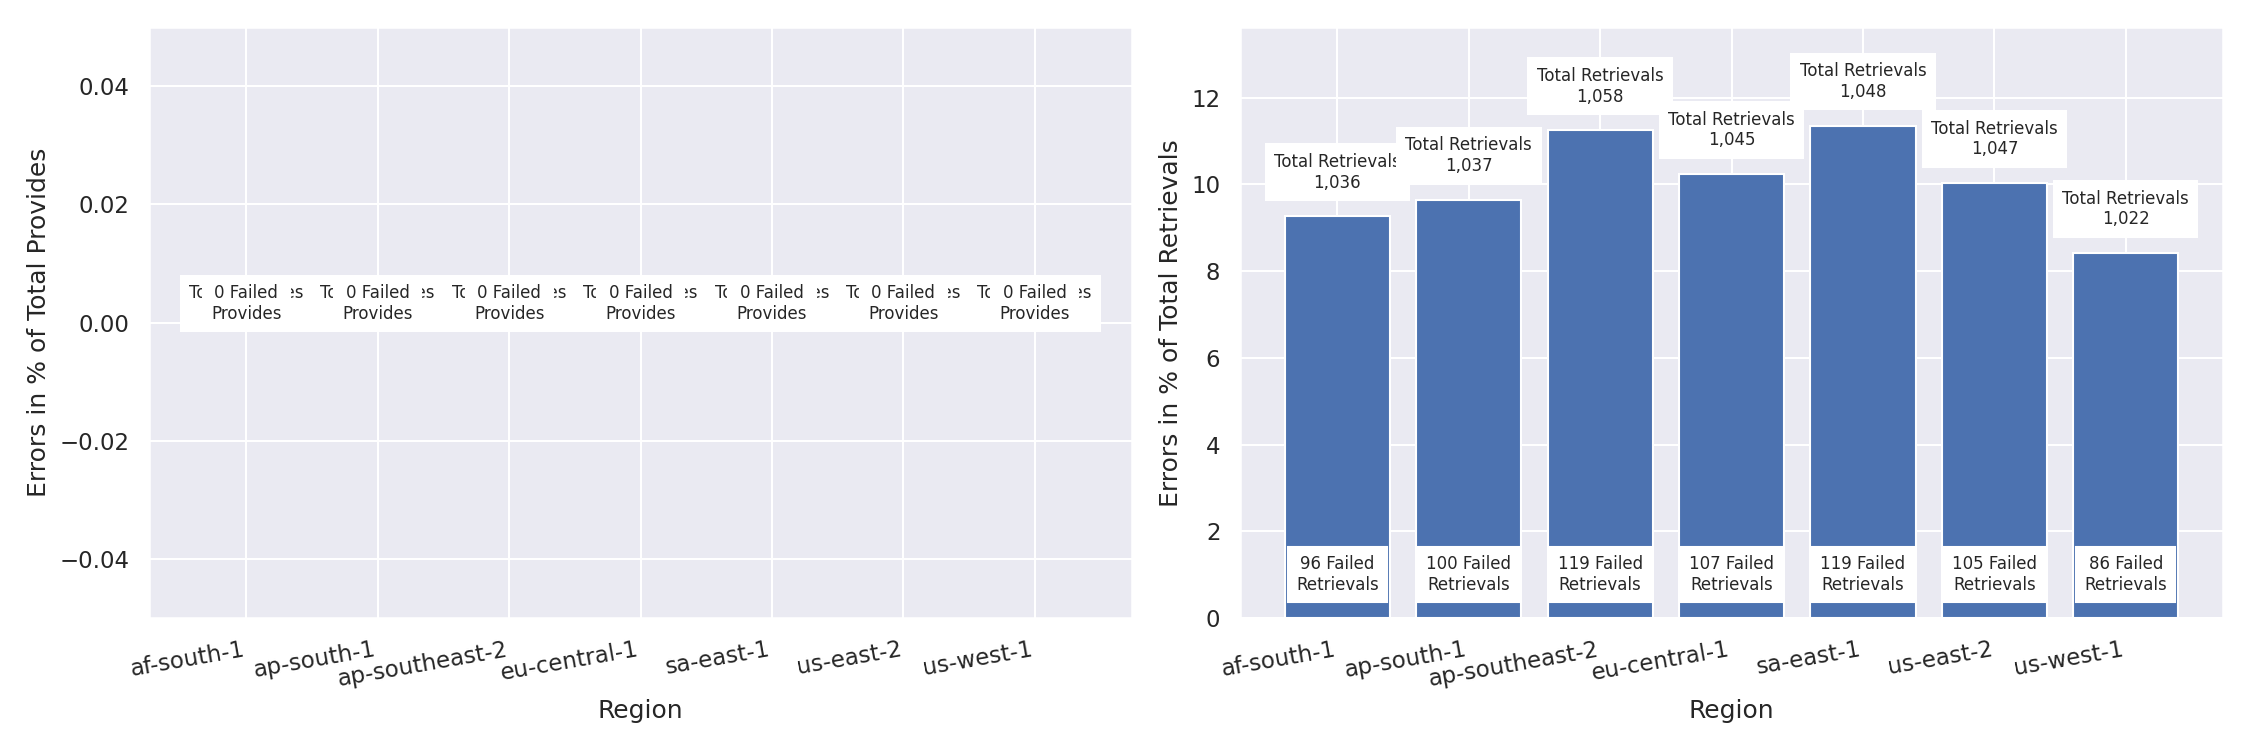 Errors in % of Total Provides
0.04
0.02
0.00
−0.02
−0.04
0 Failed
Provides
0 Failed
Provides
0 Failed
Provides
0 Failed
Provides
0 Failed
Provides
0 Failed
Provides
0 Failed
Provides
af-south-1
ap-south-1
ap-southeast-2
eu-central-1
sa-east-1
us-east-2
us-west-1
Region
Errors in % of Total Retrievals
12
10
8
6
4
2
0
Total Retrievals
1,036
Total Retrievals
1,037
Total Retrievals
1,058
Total Retrievals
1,045
Total Retrievals
1,048
Total Retrievals
1,047
Total Retrievals
1,022
96 Failed
Retrievals
100 Failed
Retrievals
119 Failed
Retrievals
107 Failed
Retrievals
119 Failed
Retrievals
105 Failed
Retrievals
86 Failed
Retrievals
af-south-1
ap-south-1
ap-southeast-2
eu-central-1
sa-east-1
us-east-2
us-west-1
Region